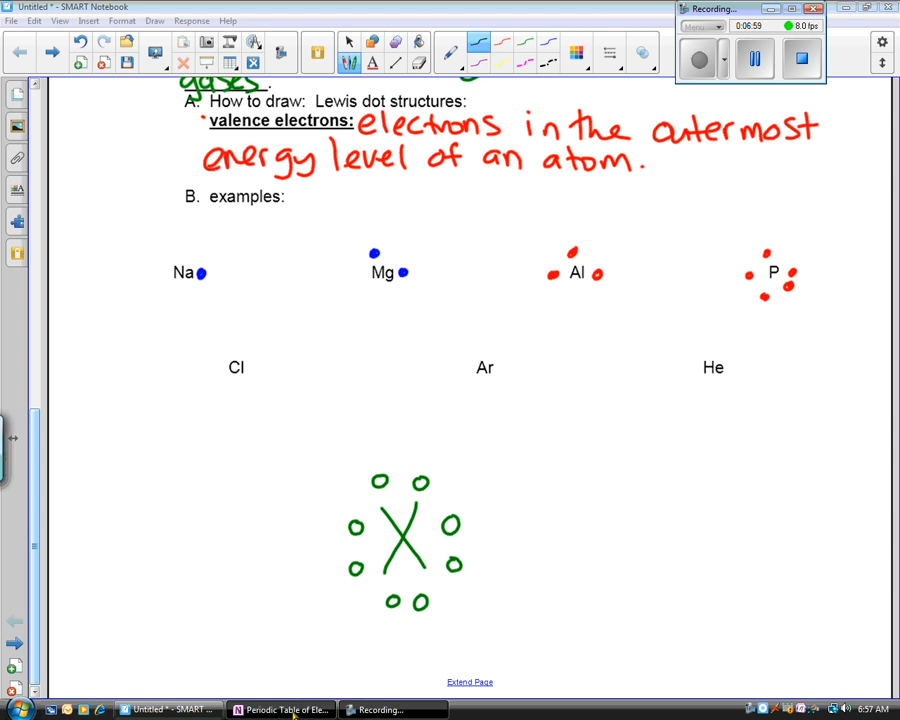 Untitled * - SMART Notebook
File Edit View Insert Format Draw Response Help
Recording...
Menu 0:06:59 8.0 fps
gases.
A. How to draw: Lewis dot structures:
valence electrons: electrons in the outermost
energy level of an atom.
B. examples:
Na Mg Al P
Cl Ar He
X
Extend Page
Untitled * - SMART ... Periodic Table of Ele... Recording... 6:57 AM